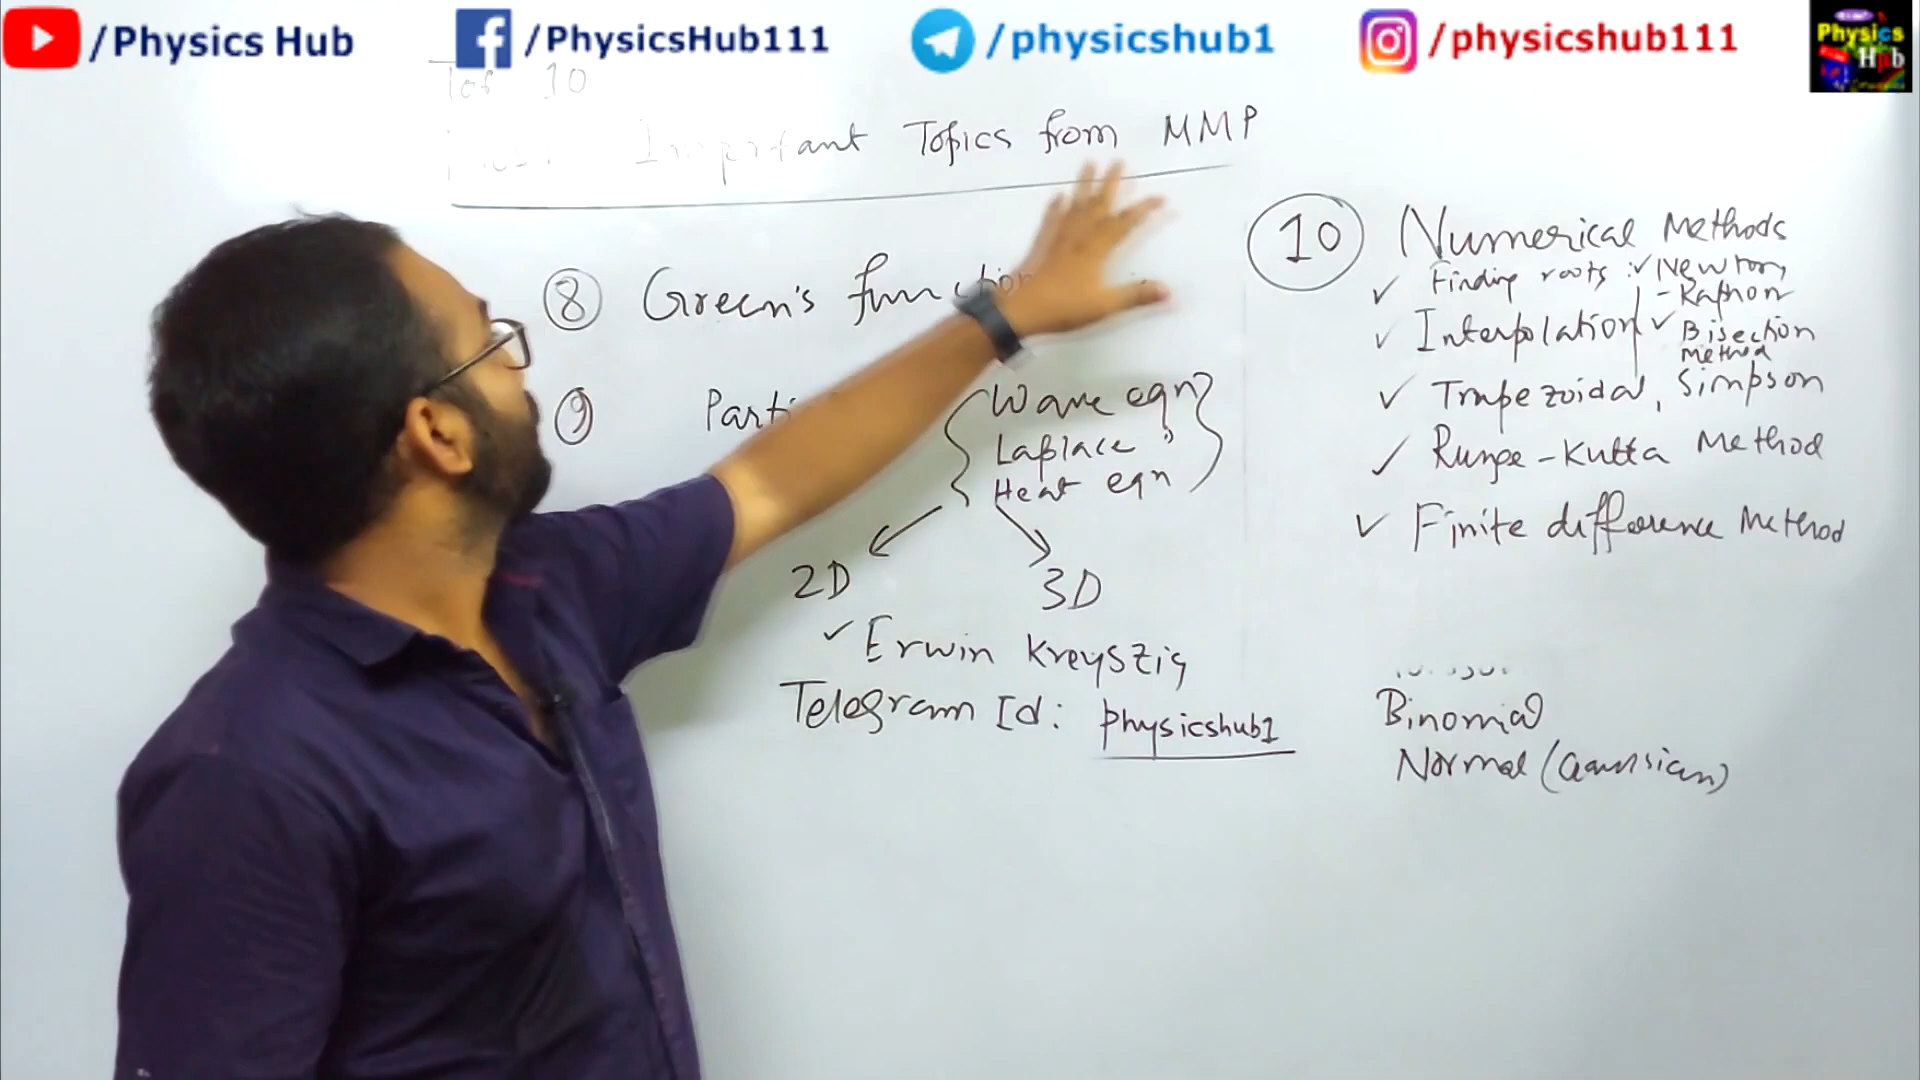 /Physics Hub
/PhysicsHub111
/physicshub1
/physicshub111
Physics
Hub
Top 10
Important Topics from MMP
8 Green's function
9 Parti
Wave eqn
Laplace "
Heat eqn
2D 3D
✓ Erwin Kreyszig
Telegram Id: physicshub1
10 Numerical Methods
✓ Finding roots : ✓ Newton
- Raphson
✓ Interpolation ✓ Bisection
Method
✓ Trapezoidal, Simpson
✓ Runge-Kutta Method
✓ Finite difference Method
Binomial
Normal (Gaussian)